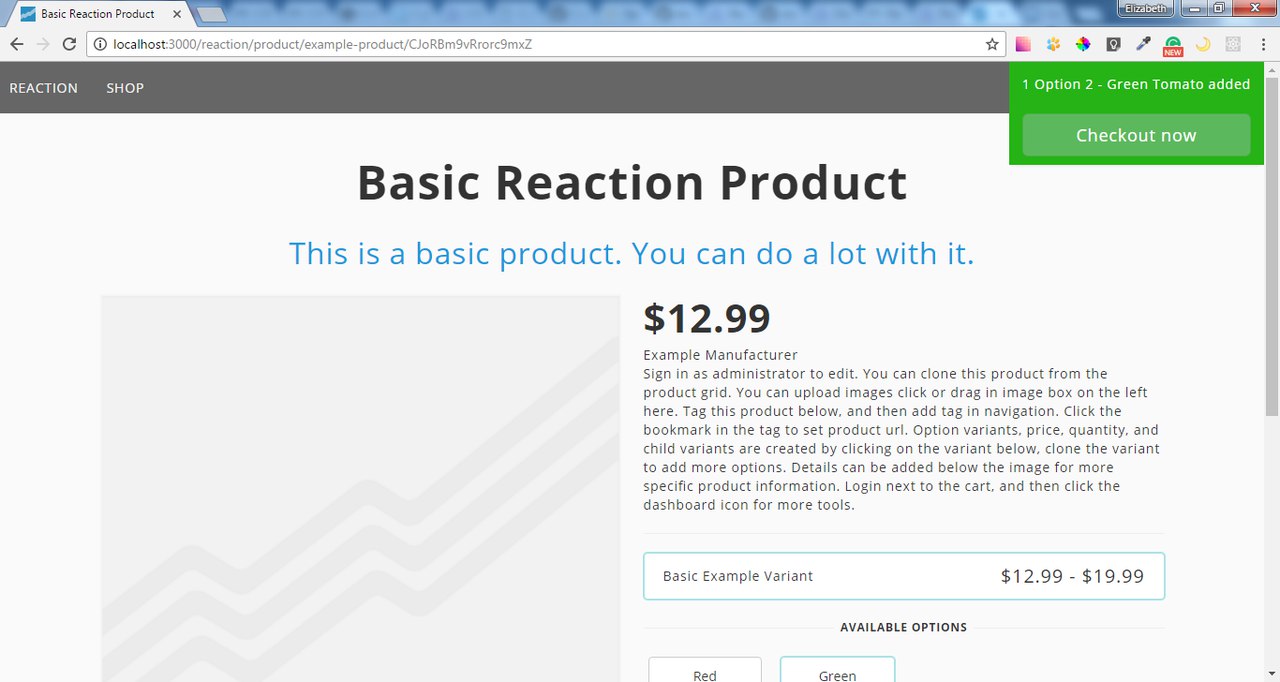 Basic Reaction Product
Elizabeth
localhost:3000/reaction/product/example-product/CJoRBm9vRrorc9mxZ
NEW
REACTION SHOP
1 Option 2 - Green Tomato added
Checkout now
Basic Reaction Product
This is a basic product. You can do a lot with it.
$12.99
Example Manufacturer
Sign in as administrator to edit. You can clone this product from the
product grid. You can upload images click or drag in image box on the left
here. Tag this product below, and then add tag in navigation. Click the
bookmark in the tag to set product url. Option variants, price, quantity, and
child variants are created by clicking on the variant below, clone the variant
to add more options. Details can be added below the image for more
specific product information. Login next to the cart, and then click the
dashboard icon for more tools.
Basic Example Variant $12.99 - $19.99
AVAILABLE OPTIONS
Red Green